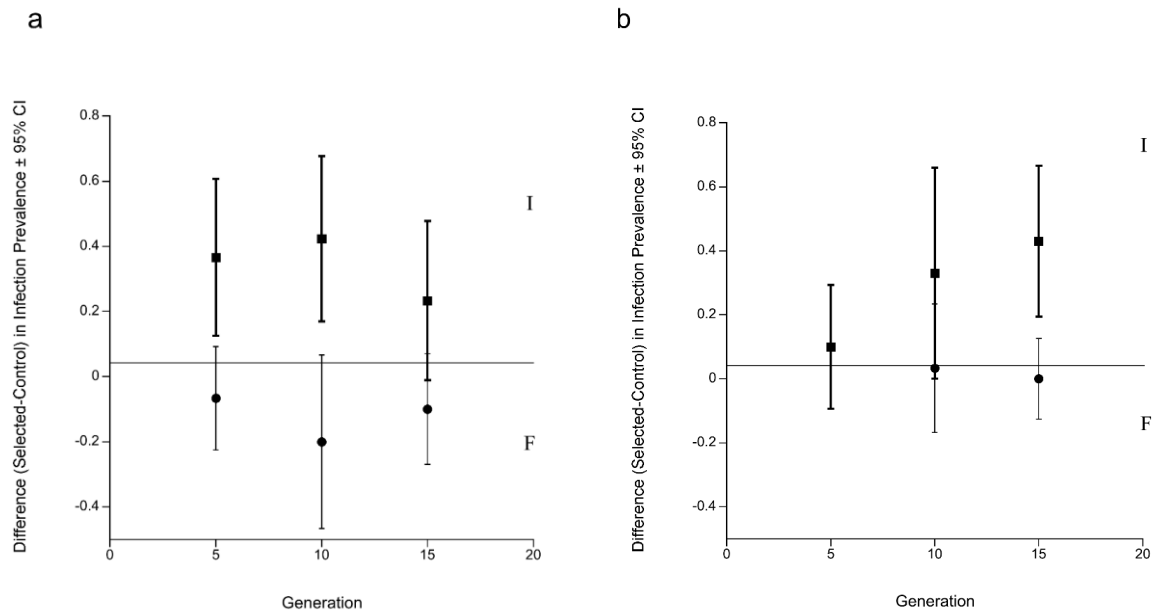 a
Difference (Selected-Control) in Infection Prevalence ± 95% CI
0.8
0.6
0.4
0.2
0
-0.2
-0.4
I
F
0
5
10
15
20
Generation
b
Difference (Selected-Control) in Infection Prevalence ± 95% CI
0.8
0.6
0.4
0.2
0
-0.2
-0.4
I
F
0
5
10
15
20
Generation